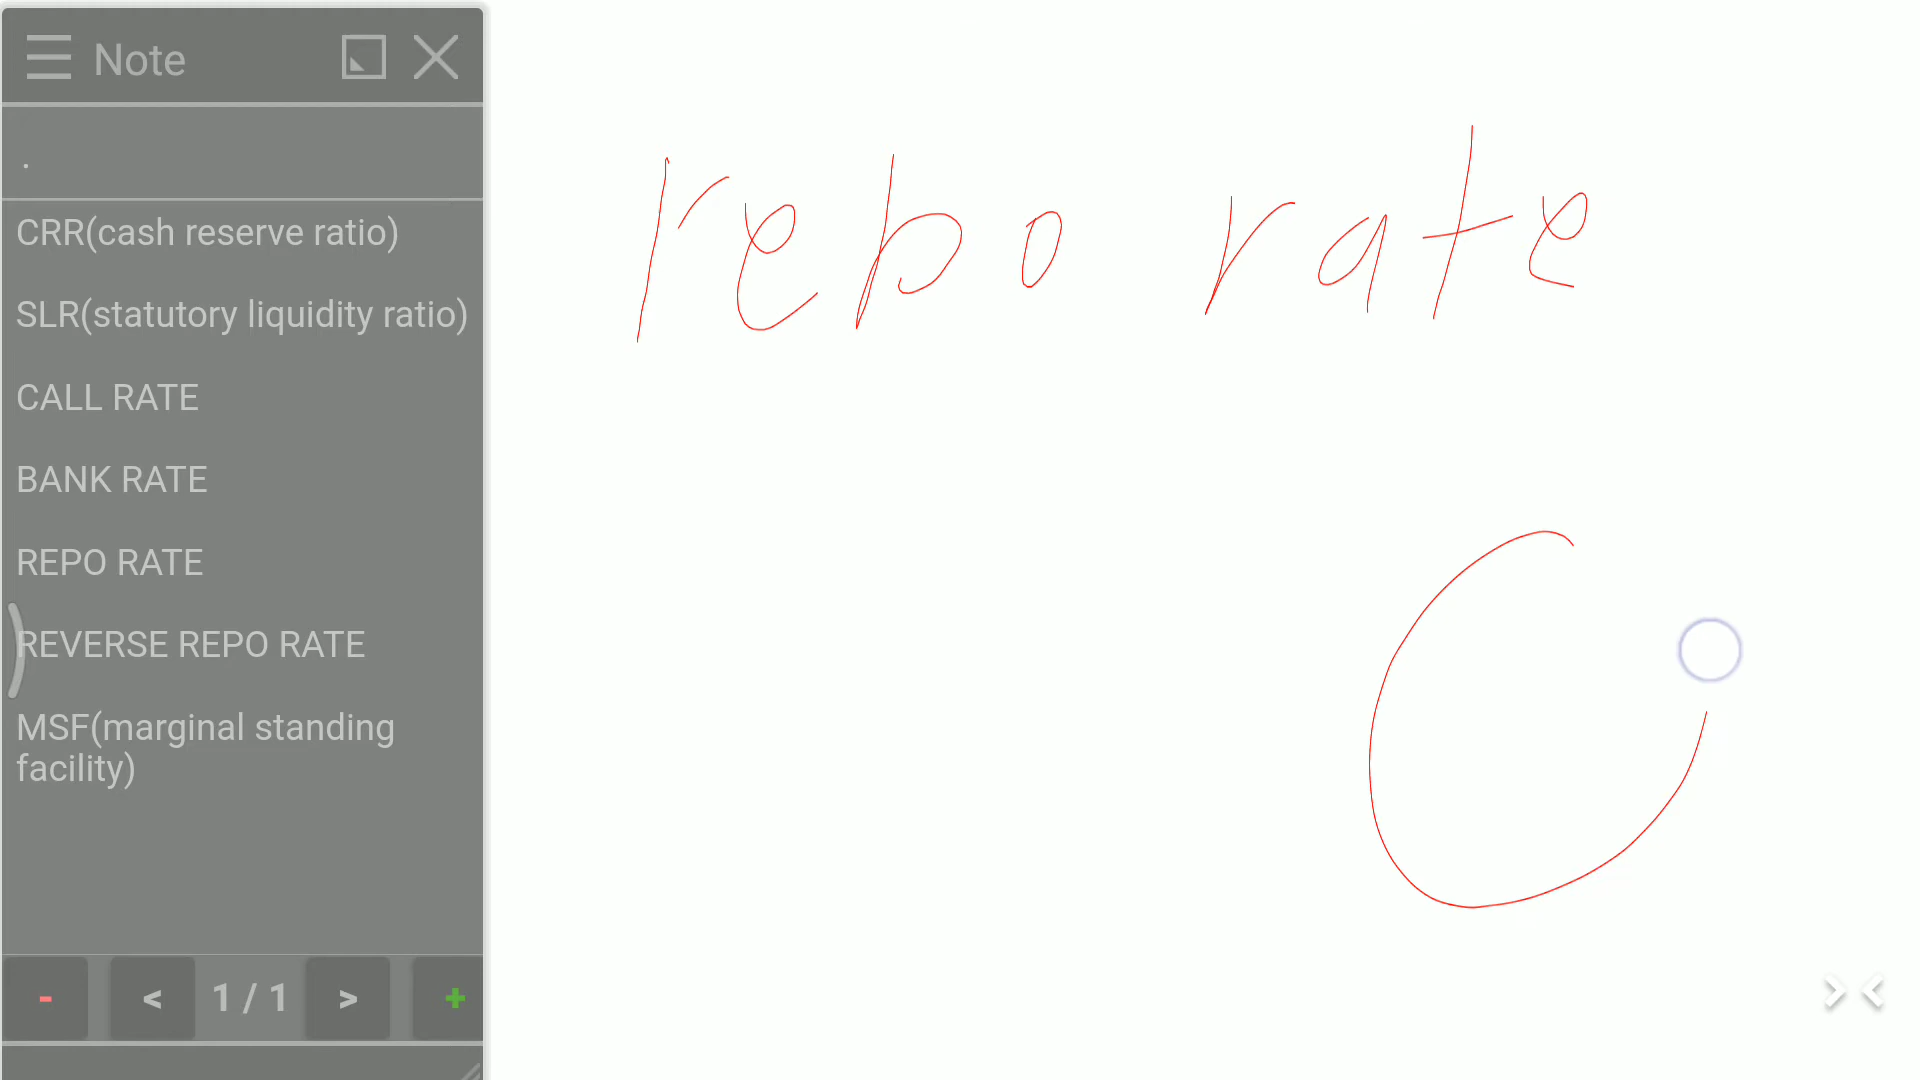 Note
.
CRR(cash reserve ratio)
SLR(statutory liquidity ratio)
CALL RATE
BANK RATE
REPO RATE
REVERSE REPO RATE
MSF(marginal standing
facility)
- < 1 / 1 > +
repo rate